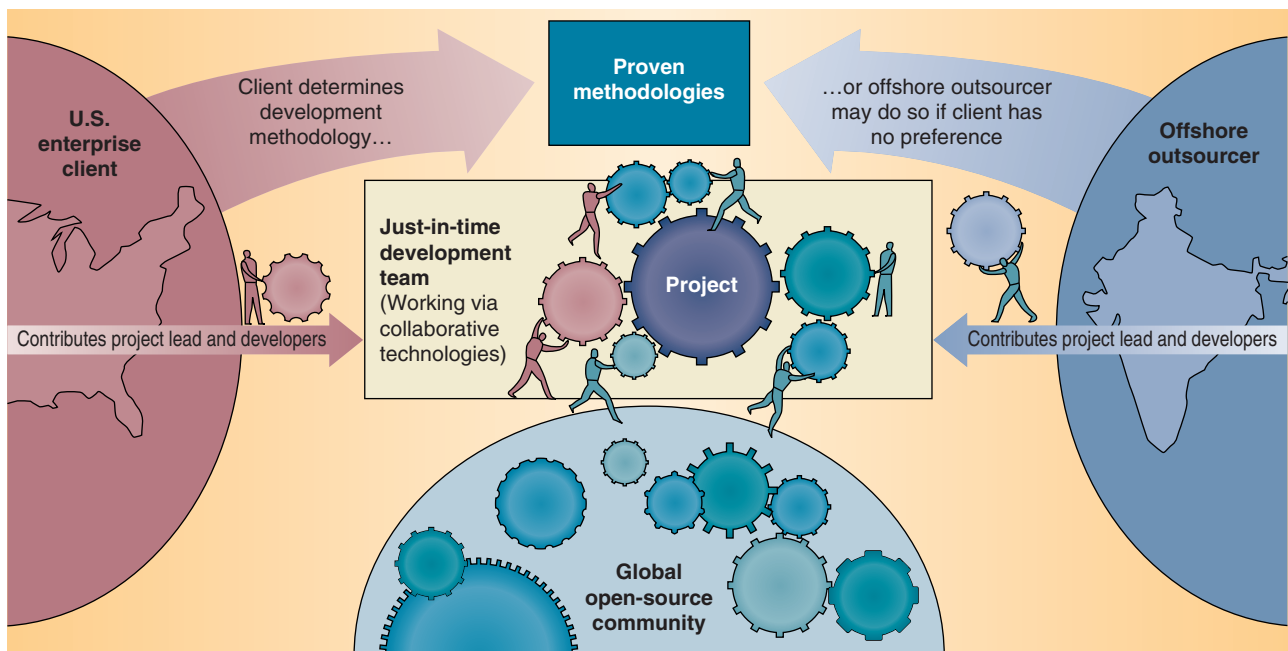 Proven
methodologies
Client determines
development
methodology…
…or offshore outsourcer
may do so if client has
no preference
U.S.
enterprise
client
Offshore
outsourcer
Just-in-time
development
team
(Working via
collaborative
technologies)
Project
Contributes project lead and developers
Contributes project lead and developers
Global
open-source
community